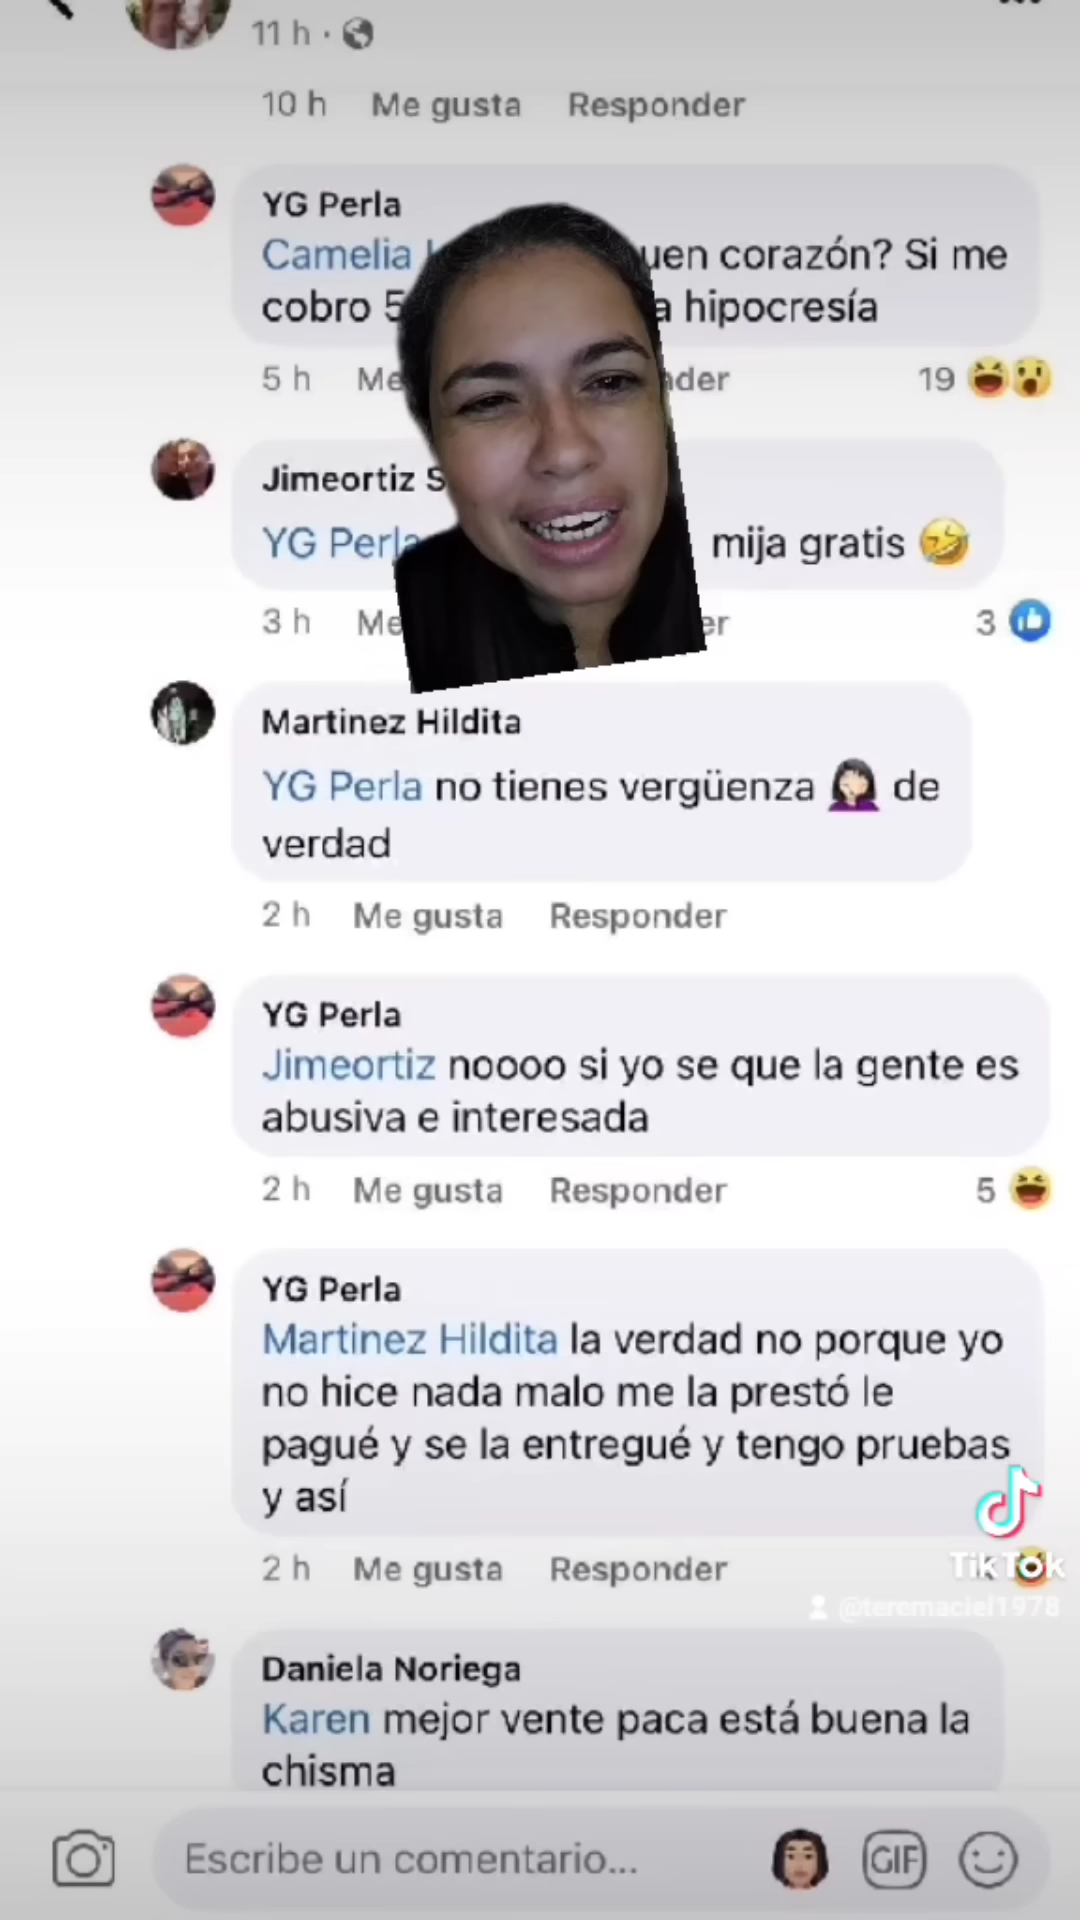 11 h ·
10 h Me gusta Responder
YG Perla
Camelia uen corazón? Si me
cobro 5 a hipocresía
5 h Me nder 19
Jimeortiz S
YG Perla mija gratis 🤣
3 h Me er 3
Martinez Hildita
YG Perla no tienes vergüenza 🤦🏻‍♀️ de
verdad
2 h Me gusta Responder
YG Perla
Jimeortiz noooo si yo se que la gente es
abusiva e interesada
2 h Me gusta Responder 5
YG Perla
Martinez Hildita la verdad no porque yo
no hice nada malo me la prestó le
pagué y se la entregué y tengo pruebas
y así
2 h Me gusta Responder
TikTok
@teremaciel1978
Daniela Noriega
Karen mejor vente paca está buena la
chisma
Escribe un comentario...
GIF